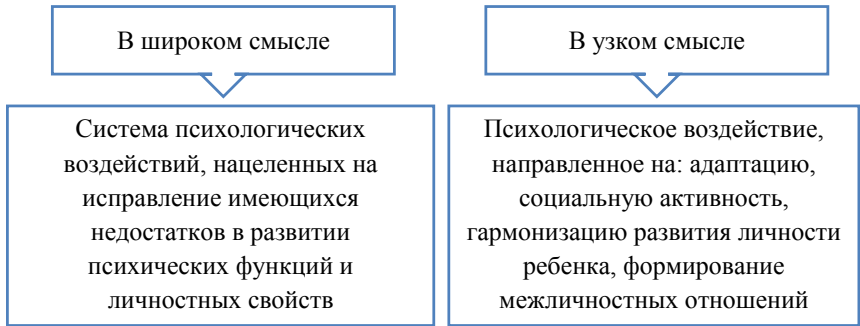 В широком смысле
Система психологических
воздействий, нацеленных на
исправление имеющихся
недостатков в развитии
психических функций и
личностных свойств
В узком смысле
Психологическое воздействие,
направленное на: адаптацию,
социальную активность,
гармонизацию развития личности
ребенка, формирование
межличностных отношений